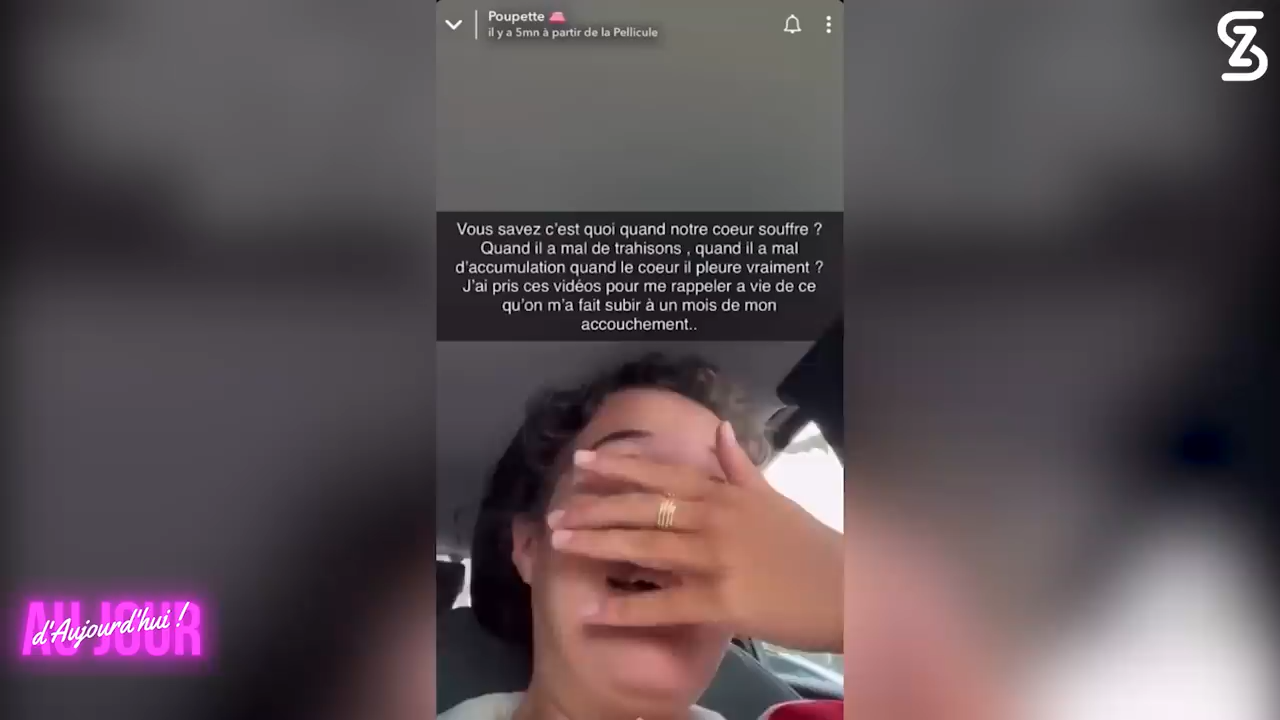 Poupette
il y a 5mn à partir de la Pellicule
Vous savez c'est quoi quand notre coeur souffre ?
Quand il a mal de trahisons , quand il a mal
d'accumulation quand le coeur il pleure vraiment ?
J'ai pris ces vidéos pour me rappeler a vie de ce
qu'on m'a fait subir à un mois de mon
accouchement..
AU JOUR
d'Aujourd'hui !